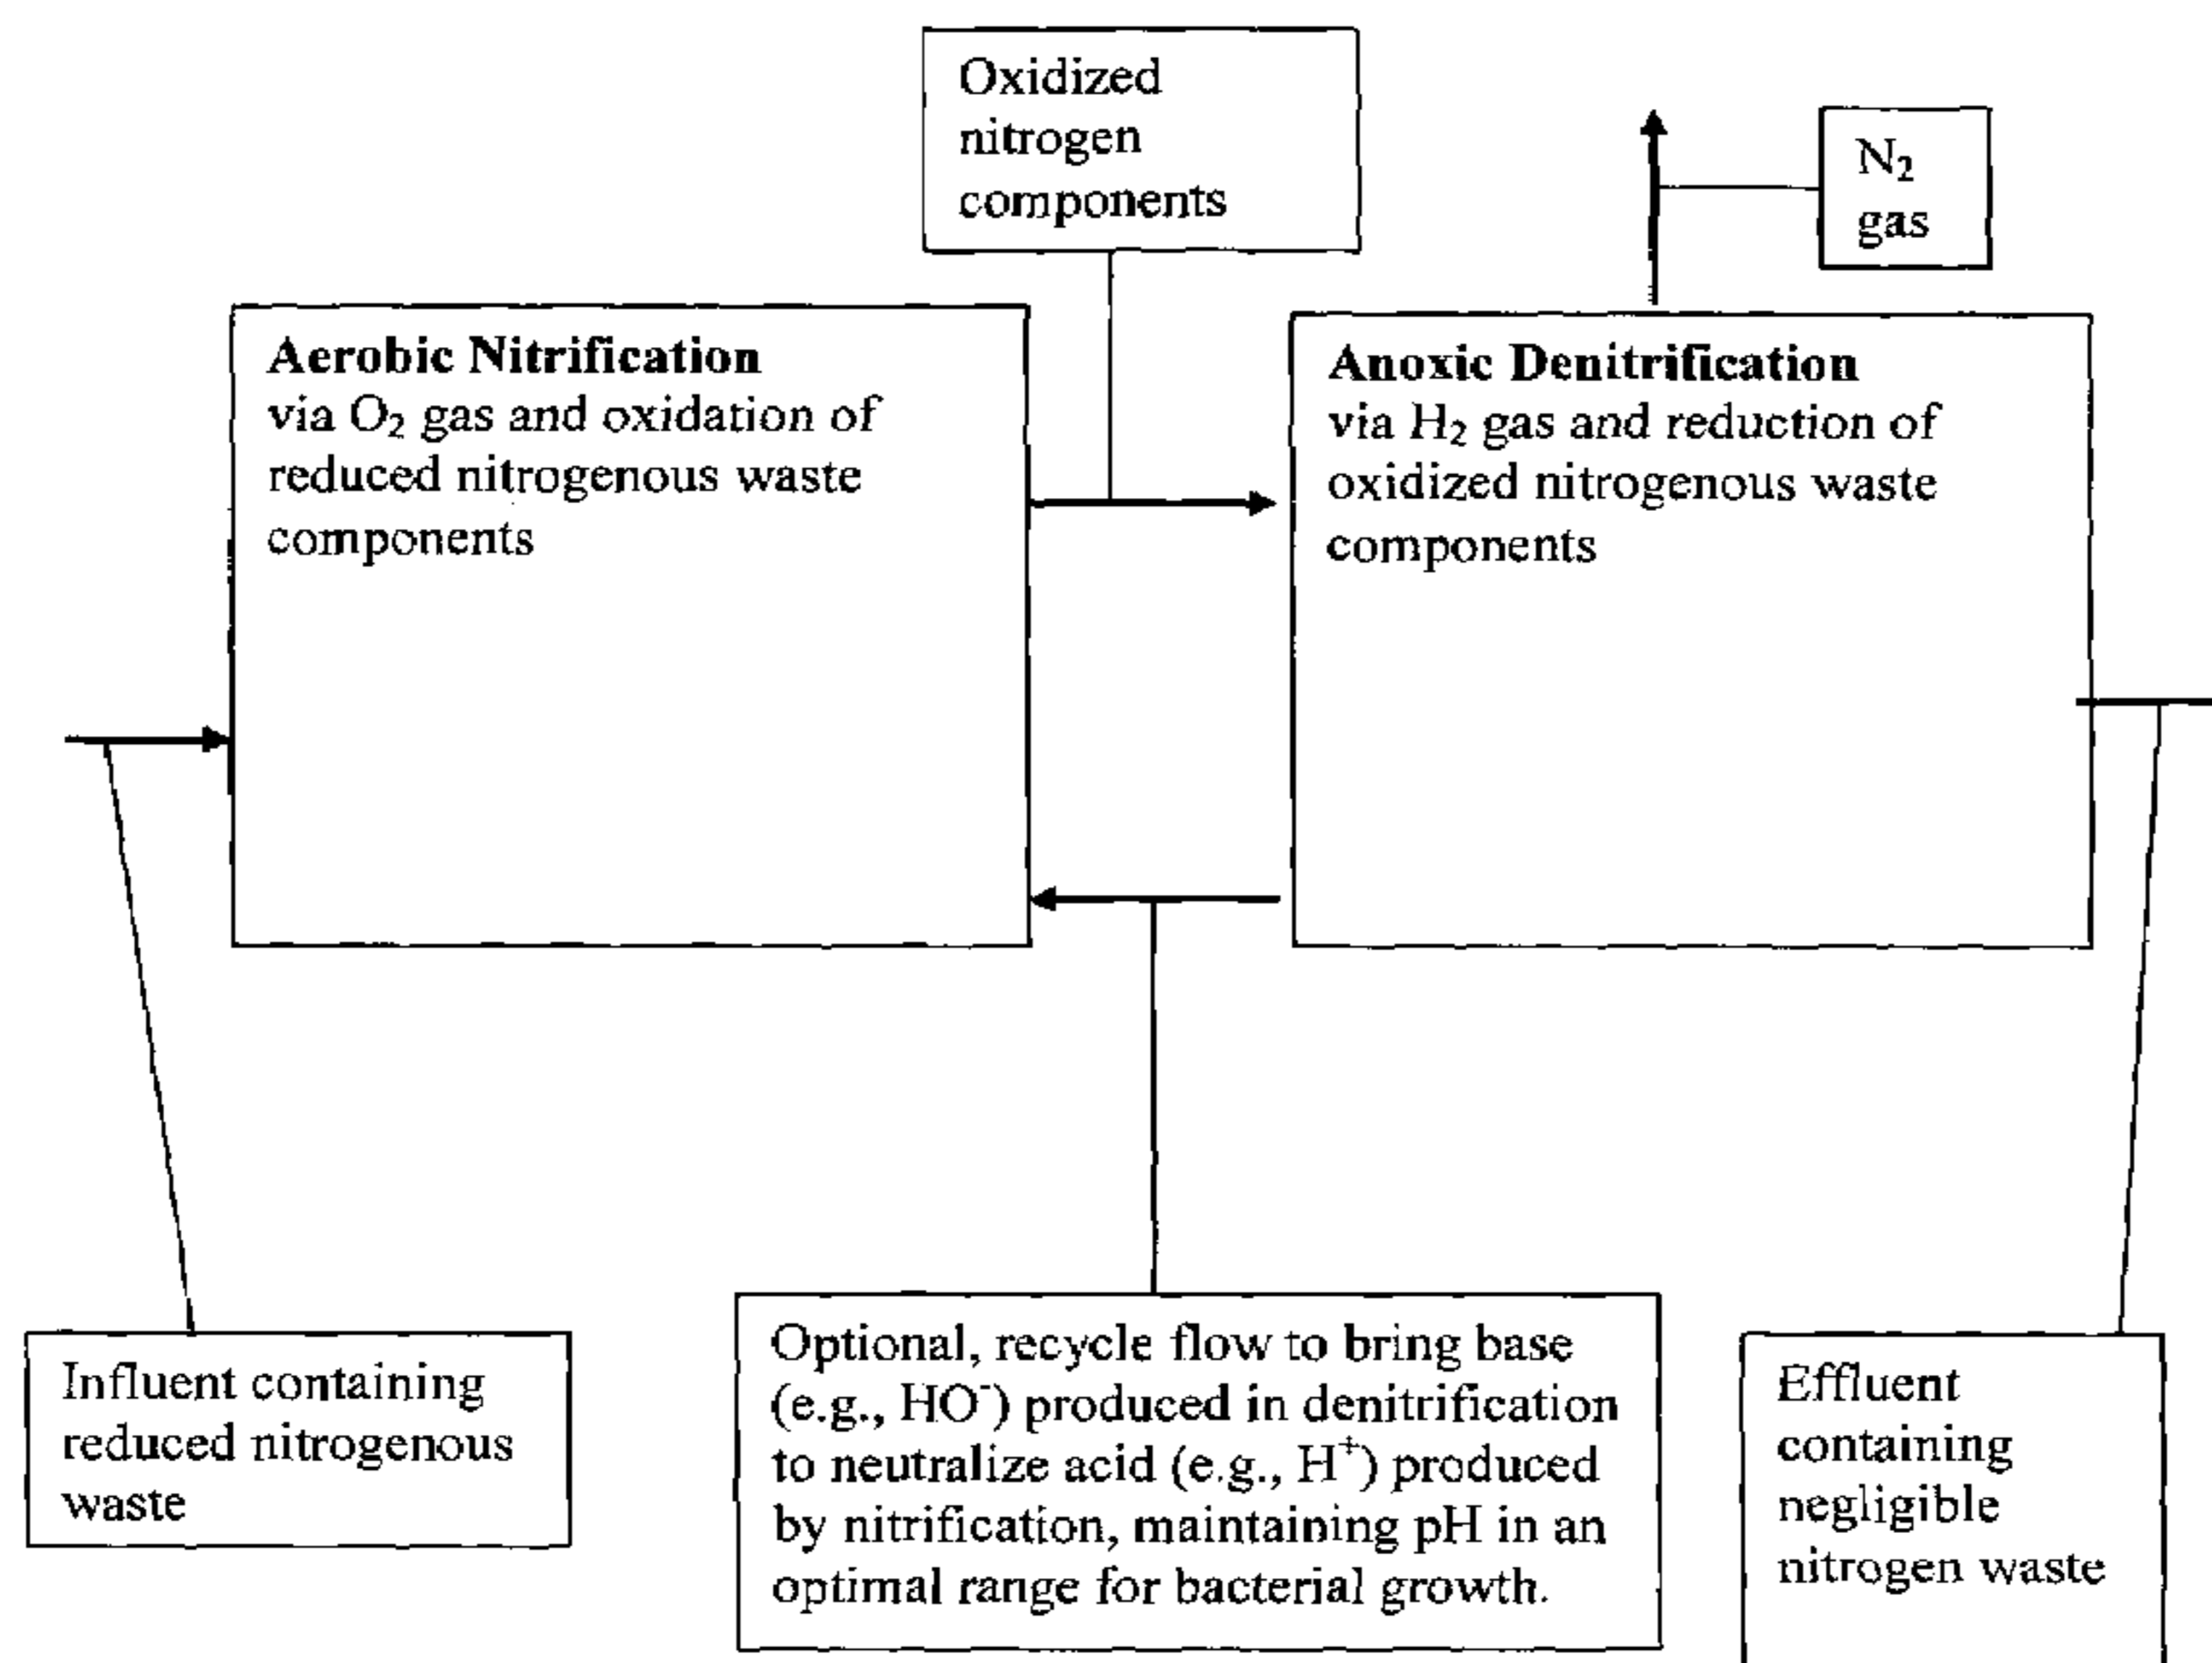 Oxidized
nitrogen
components
N₂
gas
Aerobic Nitrification
via O₂ gas and oxidation of
reduced nitrogenous waste
components
Anoxic Denitrification
via H₂ gas and reduction of
oxidized nitrogenous waste
components
Influent containing
reduced nitrogenous
waste
Optional, recycle flow to bring base
(e.g., HO⁻) produced in denitrification
to neutralize acid (e.g., H⁺) produced
by nitrification, maintaining pH in an
optimal range for bacterial growth.
Effluent
containing
negligible
nitrogen waste